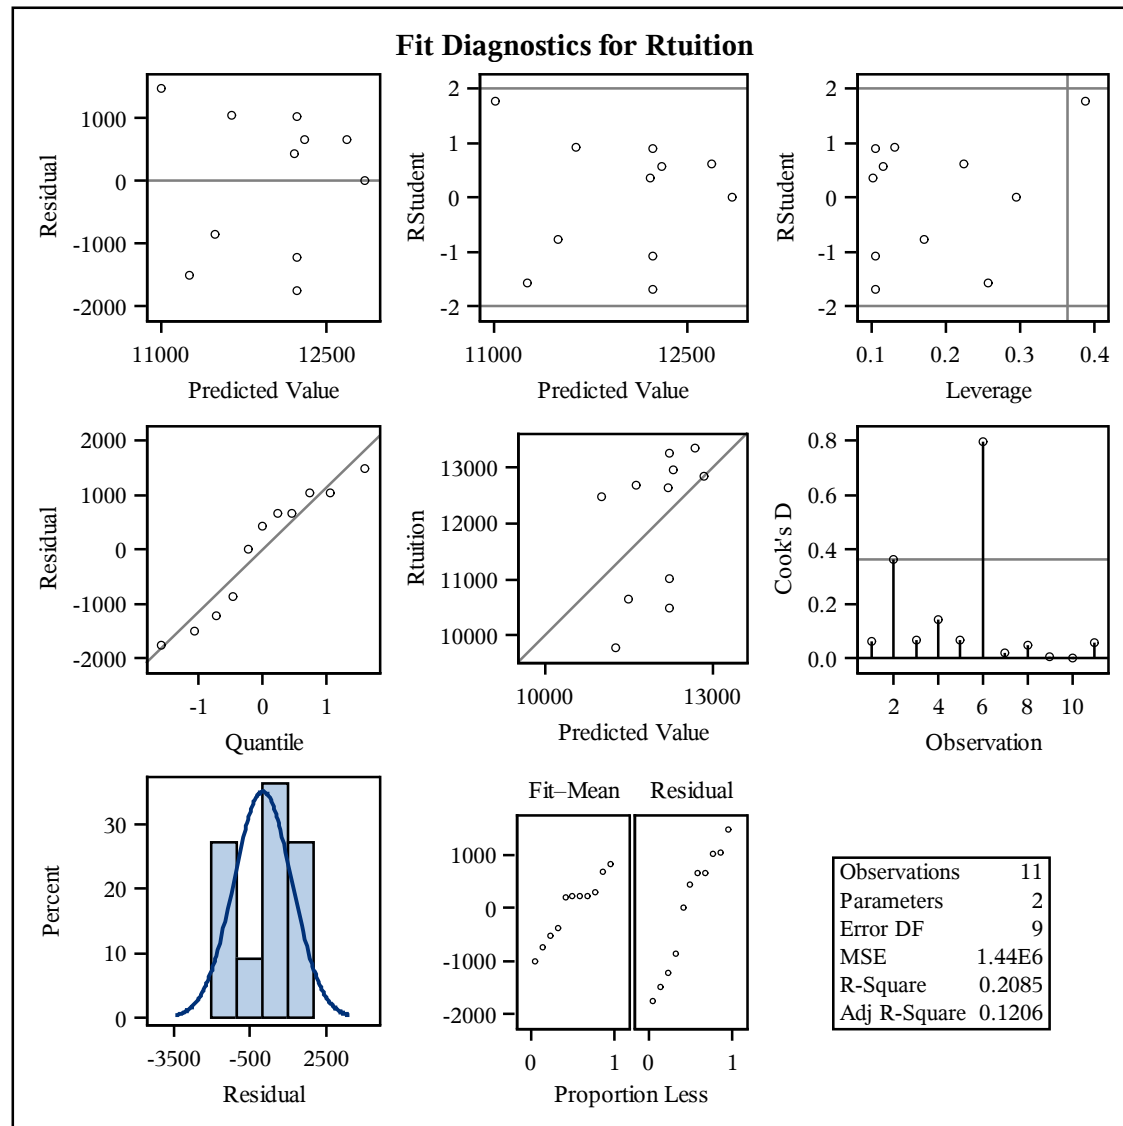 Fit Diagnostics for Rtuition
1000
0
-1000
-2000
Residual
11000 12500
Predicted Value
2
1
0
-1
-2
RStudent
11000 12500
Predicted Value
2
1
0
-1
-2
RStudent
0.1 0.2 0.3 0.4
Leverage
2000
1000
0
-1000
-2000
Residual
-1 0 1
Quantile
13000
12000
11000
10000
Rtuition
10000 13000
Predicted Value
0.8
0.6
0.4
0.2
0.0
Cook's D
2 4 6 8 10
Observation
30
20
10
0
Percent
-3500 -500 2500
Residual
Fit–Mean Residual
1000
0
-1000
-2000
0 1 0 1
Proportion Less
Observations 11
Parameters 2
Error DF 9
MSE 1.44E6
R-Square 0.2085
Adj R-Square 0.1206